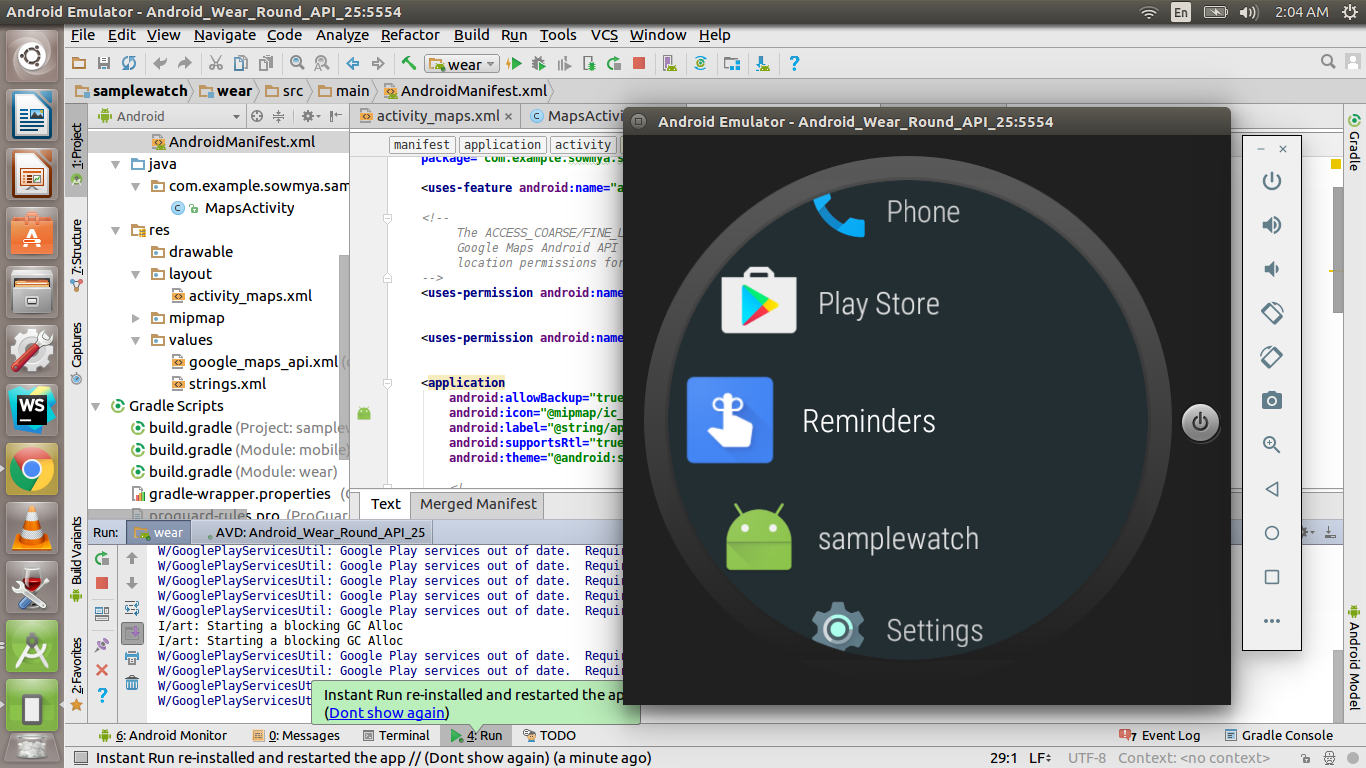 Android Emulator - Android_Wear_Round_API_25:5554
En
2:04 AM
File Edit View Navigate Code Analyze Refactor Build Run Tools VCS Window Help
wear
samplewatch wear src main AndroidManifest.xml
Android
activity_maps.xml
MapsActivity
AndroidManifest.xml
java
com.example.sowmya.sam
MapsActivity
res
drawable
layout
activity_maps.xml
mipmap
values
google_maps_api.xml (
strings.xml
Gradle Scripts
build.gradle (Project: samplev
build.gradle (Module: mobile)
build.gradle (Module: wear)
gradle-wrapper.properties (G
proguard-rules.pro (ProGuar
1: Project
7: Structure
Captures
Build Variants
2: Favorites
manifest application activity
package="com.example.sowmya.s
<uses-feature android:name="a
<!--
The ACCESS_COARSE/FINE_L
Google Maps Android API
location permissions for
-->
<uses-permission android:name
<uses-permission android:name
<application
android:allowBackup="true
android:icon="@mipmap/ic_
android:label="@string/ap
android:supportsRtl="true
android:theme="@android:s
<!
Text Merged Manifest
Android Emulator - Android_Wear_Round_API_25:5554
Phone
Play Store
Reminders
samplewatch
Settings
Gradle
Android Model
Run: wear AVD: Android_Wear_Round_API_25
W/GooglePlayServicesUtil: Google Play services out of date.  Requi
W/GooglePlayServicesUtil: Google Play services out of date.  Requi
W/GooglePlayServicesUtil: Google Play services out of date.  Requi
W/GooglePlayServicesUtil: Google Play services out of date.  Requi
W/GooglePlayServicesUtil: Google Play services out of date.  Requi
I/art: Starting a blocking GC Alloc
I/art: Starting a blocking GC Alloc
W/GooglePlayServicesUtil: Google Play services out of date.  Requi
W/GooglePlayServicesUtil: Google Play services out of date.  Requi
W/GooglePlayServicesUt
W/GooglePlayServicesUt
Instant Run re-installed and restarted the ap
(Dont show again)
6: Android Monitor 0: Messages Terminal 4: Run TODO
7 Event Log Gradle Console
Instant Run re-installed and restarted the app // (Dont show again) (a minute ago)
29:1 LF UTF-8 Context: <no context>
WS